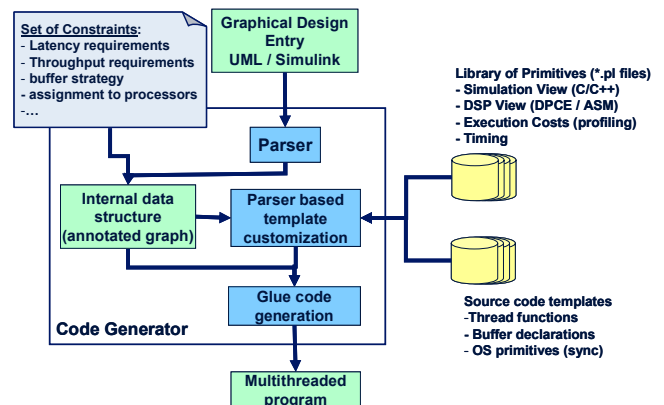 Set of Constraints:
- Latency requirements
- Throughput requirements
- buffer strategy
- assignment to processors
-...
Graphical Design
Entry
UML / Simulink
Parser
Internal data
structure
(annotated graph)
Parser based
template
customization
Glue code
generation
Code Generator
Multithreaded
program
Library of Primitives (*.pl files)
- Simulation View (C/C++)
- DSP View (DPCE / ASM)
- Execution Costs (profiling)
- Timing
Source code templates
-Thread functions
- Buffer declarations
- OS primitives (sync)